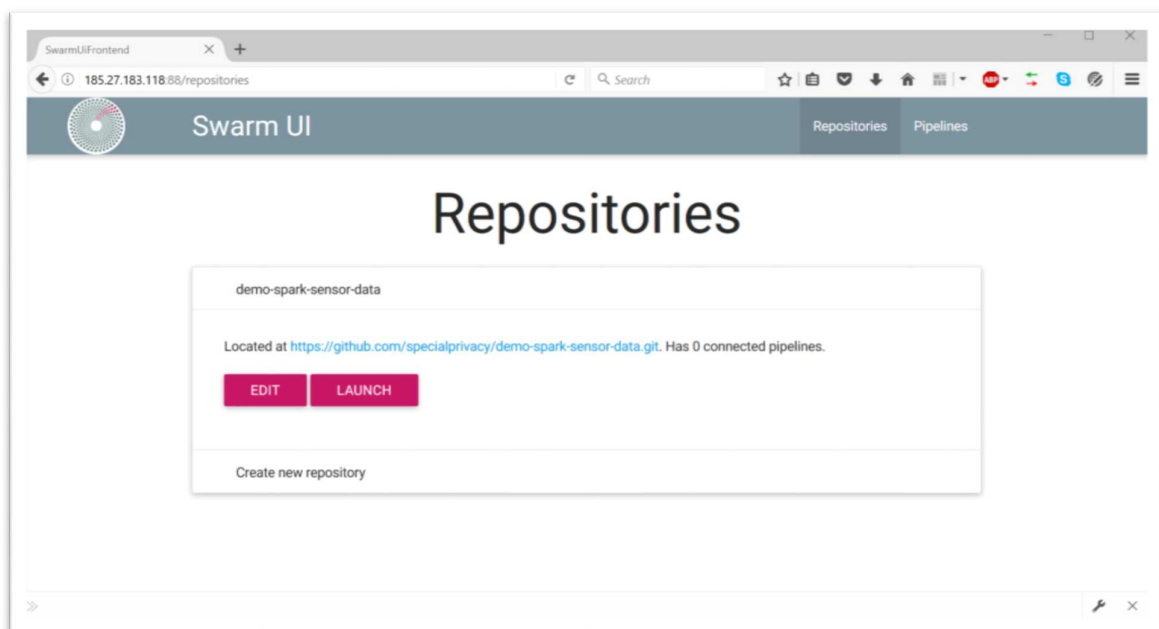 SwarmUiFrontend
185.27.183.118:88/repositories
Search
ABP
S
Swarm UI
Repositories
Pipelines
Repositories
demo-spark-sensor-data
Located at https://github.com/specialprivacy/demo-spark-sensor-data.git. Has 0 connected pipelines.
EDIT
LAUNCH
Create new repository